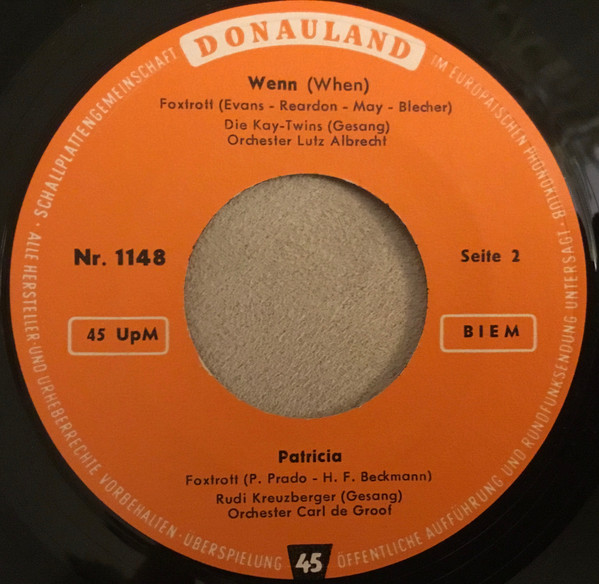 DONAULAND
SCHALLPLATTENGEMEINSCHAFT
IM EUROPÄISCHEN PHONOKLUB ·
Wenn (When)
Foxtrott (Evans - Reardon - May - Blecher)
Die Kay-Twins (Gesang)
Orchester Lutz Albrecht
Nr. 1148
Seite 2
45 UpM
BIEM
Patricia
Foxtrott (P. Prado - H. F. Beckmann)
Rudi Kreuzberger (Gesang)
Orchester Carl de Groof
· ALLE HERSTELLER- UND URHEBERRECHTE VORBEHALTEN · ÜBERSPIELUNG
45
ÖFFENTLICHE AUFFÜHRUNG UND RUNDFUNKSENDUNG UNTERSAGT ·